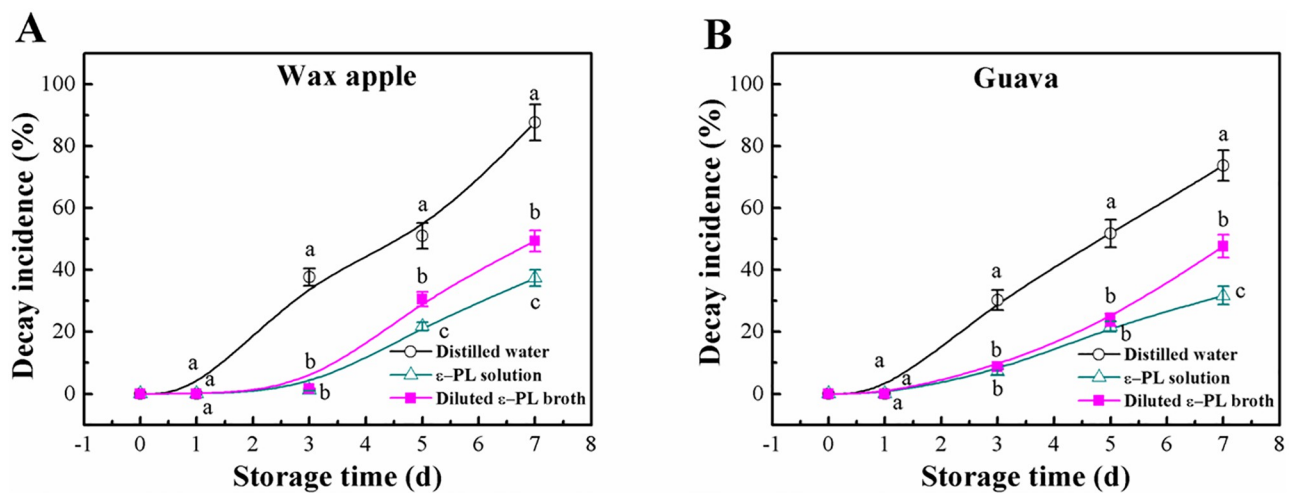 A
Wax apple
Decay incidence (%)
100
80
60
40
20
0
a
a
a
b
b
a
b
c
a
b
c
a
a
Distilled water
ε–PL solution
Diluted ε–PL broth
-1 0 1 2 3 4 5 6 7 8
Storage time (d)
B
Guava
Decay incidence (%)
100
80
60
40
20
0
a
a
a
a
b
b
a
b
b
a
b
c
Distilled water
ε–PL solution
Diluted ε–PL broth
-1 0 1 2 3 4 5 6 7 8
Storage time (d)